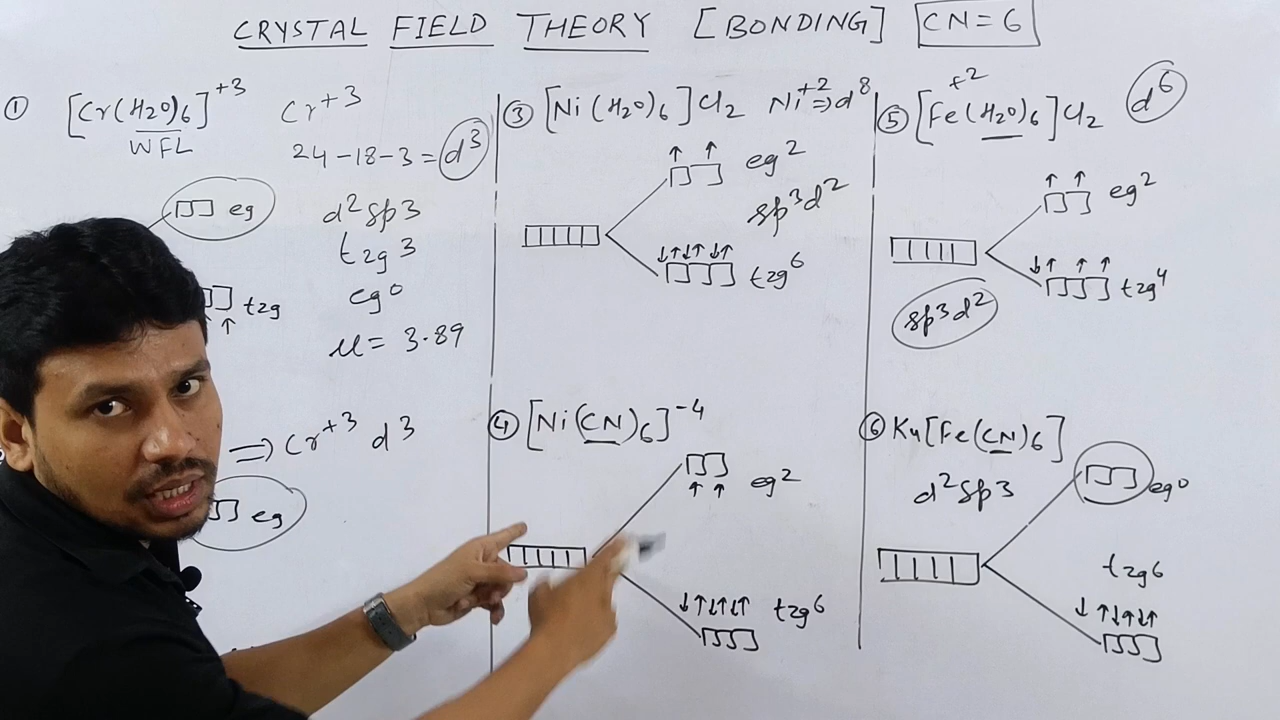 CRYSTAL FIELD THEORY [BONDING] CN=6
① [Cr(H2O)6]+3 Cr+3
WFL
24-18-3=d3
eg d2sp3
t2g3
t2g eg0
↑
μ= 3.89
⇒ Cr+3 d3
eg
③ [Ni(H2O)6]Cl2 Ni+2⇒d8
↑ ↑
eg2
sp3d2
↓↑↓↑ ↓↑
t2g6
④ [Ni(CN)6]-4
↑ ↑ eg2
↓↑↓↑↓↑ t2g6
+2
⑤ [Fe(H2O)6]Cl2 d6
↑ ↑
eg2
↓↑ ↑ ↑
t2g4
sp3d2
⑥ K4[Fe(CN)6]
d2sp3 eg0
t2g6
↓↑↓↑↓↑